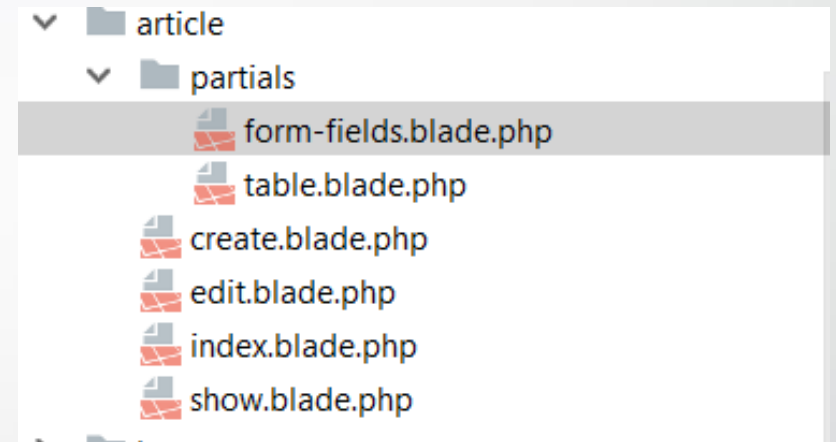 article
partials
form-fields.blade.php
table.blade.php
create.blade.php
edit.blade.php
index.blade.php
show.blade.php